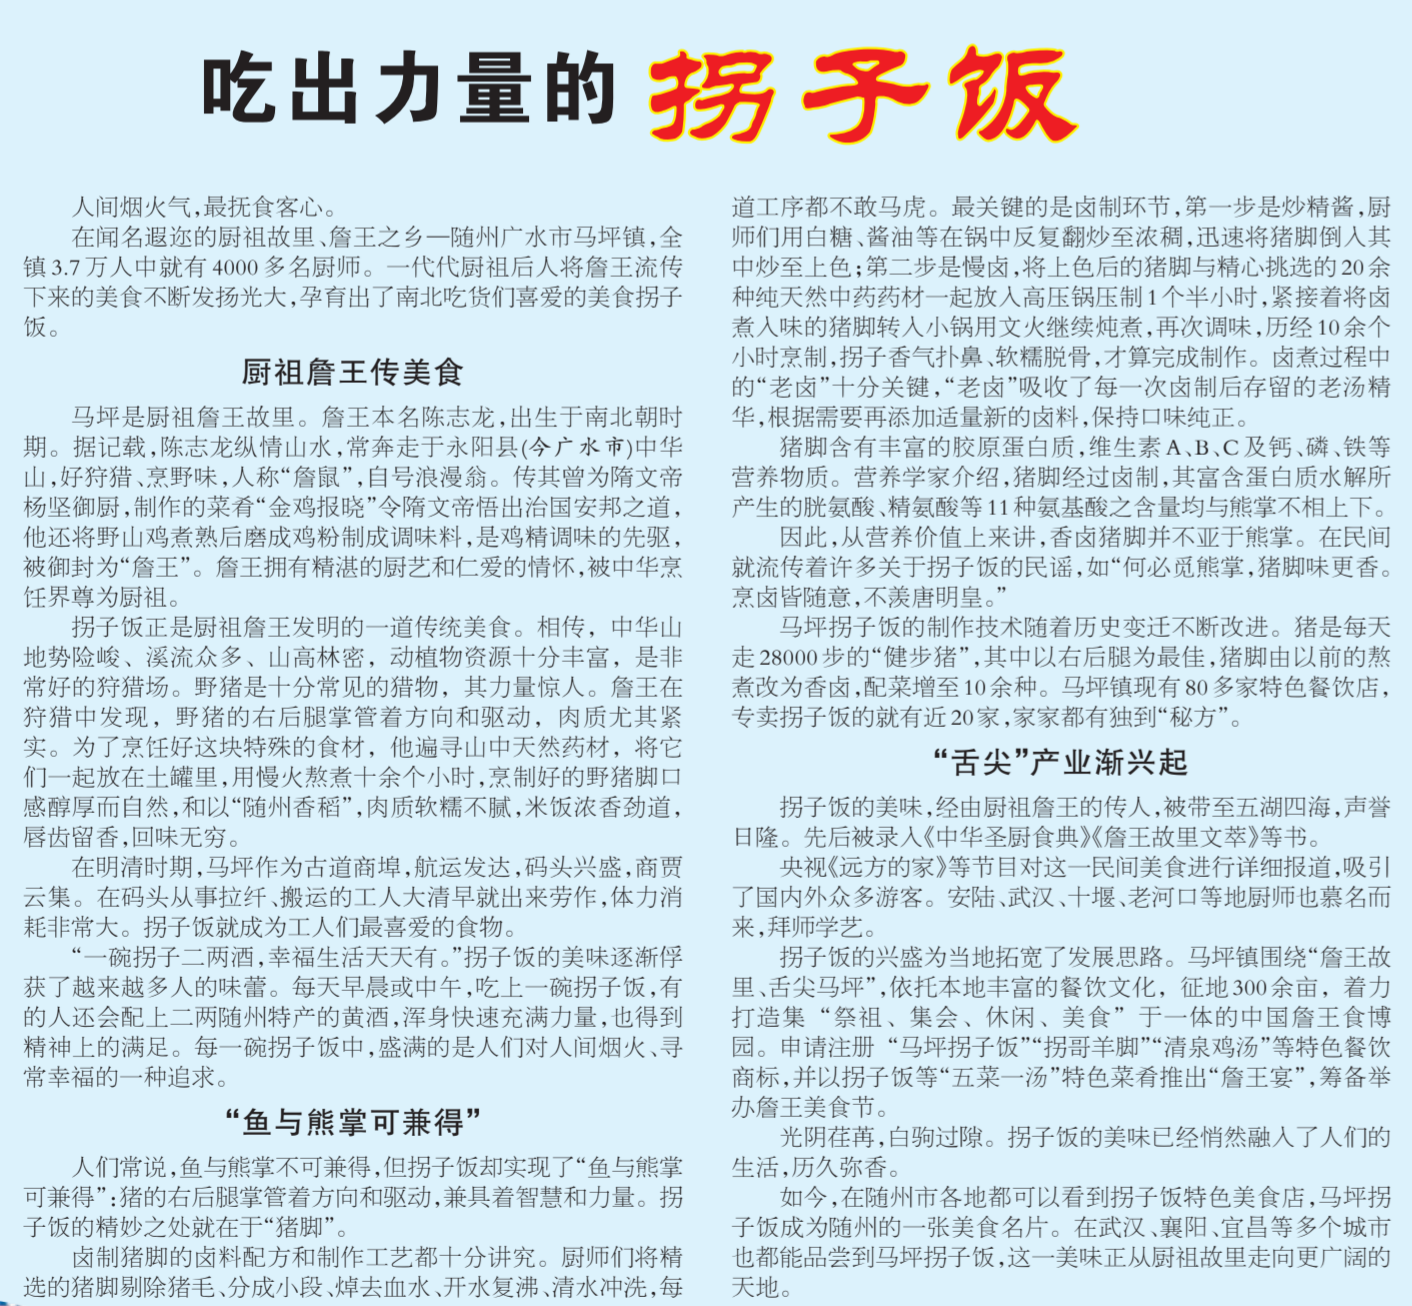 吃出力量的拐子饭
人间烟火气,最抚食客心。
在闻名遐迩的厨祖故里、詹王之乡—随州广水市马坪镇,全
镇3.7万人中就有4000多名厨师。一代代厨祖后人将詹王流传
下来的美食不断发扬光大,孕育出了南北吃货们喜爱的美食拐子
饭。
厨祖詹王传美食
马坪是厨祖詹王故里。詹王本名陈志龙,出生于南北朝时
期。据记载,陈志龙纵情山水,常奔走于永阳县(今广水市)中华
山,好狩猎、烹野味,人称“詹鼠”,自号浪漫翁。传其曾为隋文帝
杨坚御厨,制作的菜肴“金鸡报晓”令隋文帝悟出治国安邦之道,
他还将野山鸡煮熟后磨成鸡粉制成调味料,是鸡精调味的先驱,
被御封为“詹王”。詹王拥有精湛的厨艺和仁爱的情怀,被中华烹
饪界尊为厨祖。
拐子饭正是厨祖詹王发明的一道传统美食。相传，中华山
地势险峻、溪流众多、山高林密，动植物资源十分丰富，是非
常好的狩猎场。野猪是十分常见的猎物，其力量惊人。詹王在
狩猎中发现，野猪的右后腿掌管着方向和驱动，肉质尤其紧
实。为了烹饪好这块特殊的食材，他遍寻山中天然药材，将它
们一起放在土罐里,用慢火熬煮十余个小时,烹制好的野猪脚口
感醇厚而自然,和以“随州香稻”,肉质软糯不腻,米饭浓香劲道,
唇齿留香,回味无穷。
在明清时期,马坪作为古道商埠,航运发达,码头兴盛,商贾
云集。在码头从事拉纤、搬运的工人大清早就出来劳作,体力消
耗非常大。拐子饭就成为工人们最喜爱的食物。
“一碗拐子二两酒,幸福生活天天有。”拐子饭的美味逐渐俘
获了越来越多人的味蕾。每天早晨或中午,吃上一碗拐子饭,有
的人还会配上二两随州特产的黄酒,浑身快速充满力量,也得到
精神上的满足。每一碗拐子饭中,盛满的是人们对人间烟火、寻
常幸福的一种追求。
“鱼与熊掌可兼得”
人们常说,鱼与熊掌不可兼得,但拐子饭却实现了“鱼与熊掌
可兼得”:猪的右后腿掌管着方向和驱动,兼具着智慧和力量。拐
子饭的精妙之处就在于“猪脚”。
卤制猪脚的卤料配方和制作工艺都十分讲究。厨师们将精
选的猪脚剔除猪毛、分成小段、焯去血水、开水复沸、清水冲洗,每
道工序都不敢马虎。最关键的是卤制环节,第一步是炒精酱,厨
师们用白糖、酱油等在锅中反复翻炒至浓稠,迅速将猪脚倒入其
中炒至上色;第二步是慢卤,将上色后的猪脚与精心挑选的20余
种纯天然中药药材一起放入高压锅压制1个半小时,紧接着将卤
煮入味的猪脚转入小锅用文火继续炖煮,再次调味,历经10余个
小时烹制,拐子香气扑鼻、软糯脱骨,才算完成制作。卤煮过程中
的“老卤”十分关键,“老卤”吸收了每一次卤制后存留的老汤精
华,根据需要再添加适量新的卤料,保持口味纯正。
猪脚含有丰富的胶原蛋白质,维生素A、B、C及钙、磷、铁等
营养物质。营养学家介绍,猪脚经过卤制,其富含蛋白质水解所
产生的胱氨酸、精氨酸等11种氨基酸之含量均与熊掌不相上下。
因此,从营养价值上来讲,香卤猪脚并不亚于熊掌。在民间
就流传着许多关于拐子饭的民谣,如“何必觅熊掌,猪脚味更香。
烹卤皆随意,不羡唐明皇。”
马坪拐子饭的制作技术随着历史变迁不断改进。猪是每天
走28000步的“健步猪”,其中以右后腿为最佳,猪脚由以前的熬
煮改为香卤,配菜增至10余种。马坪镇现有80多家特色餐饮店,
专卖拐子饭的就有近20家,家家都有独到“秘方”。
“舌尖”产业渐兴起
拐子饭的美味,经由厨祖詹王的传人,被带至五湖四海,声誉
日隆。先后被录入《中华圣厨食典》《詹王故里文萃》等书。
央视《远方的家》等节目对这一民间美食进行详细报道,吸引
了国内外众多游客。安陆、武汉、十堰、老河口等地厨师也慕名而
来,拜师学艺。
拐子饭的兴盛为当地拓宽了发展思路。马坪镇围绕“詹王故
里、舌尖马坪”,依托本地丰富的餐饮文化，征地300余亩，着力
打造集“祭祖、集会、休闲、美食”于一体的中国詹王食博
园。申请注册“马坪拐子饭”“拐哥羊脚”“清泉鸡汤”等特色餐饮
商标,并以拐子饭等“五菜一汤”特色菜肴推出“詹王宴”,筹备举
办詹王美食节。
光阴荏苒,白驹过隙。拐子饭的美味已经悄然融入了人们的
生活,历久弥香。
如今,在随州市各地都可以看到拐子饭特色美食店,马坪拐
子饭成为随州的一张美食名片。在武汉、襄阳、宜昌等多个城市
也都能品尝到马坪拐子饭,这一美味正从厨祖故里走向更广阔的
天地。